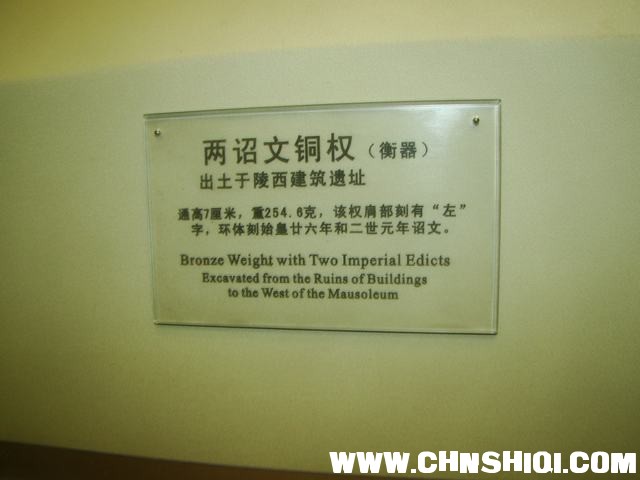 两诏文铜权（衡器）
出土于陵西建筑遗址
通高7厘米，重254.6克，该权肩部刻有“左”
字，环体刻始皇廿六年和二世元年诏文。
Bronze Weight with Two Imperial Edicts
Excavated from the Ruins of Buildings
to the West of the Mausoleum
WWW.CHNSHIQI.COM